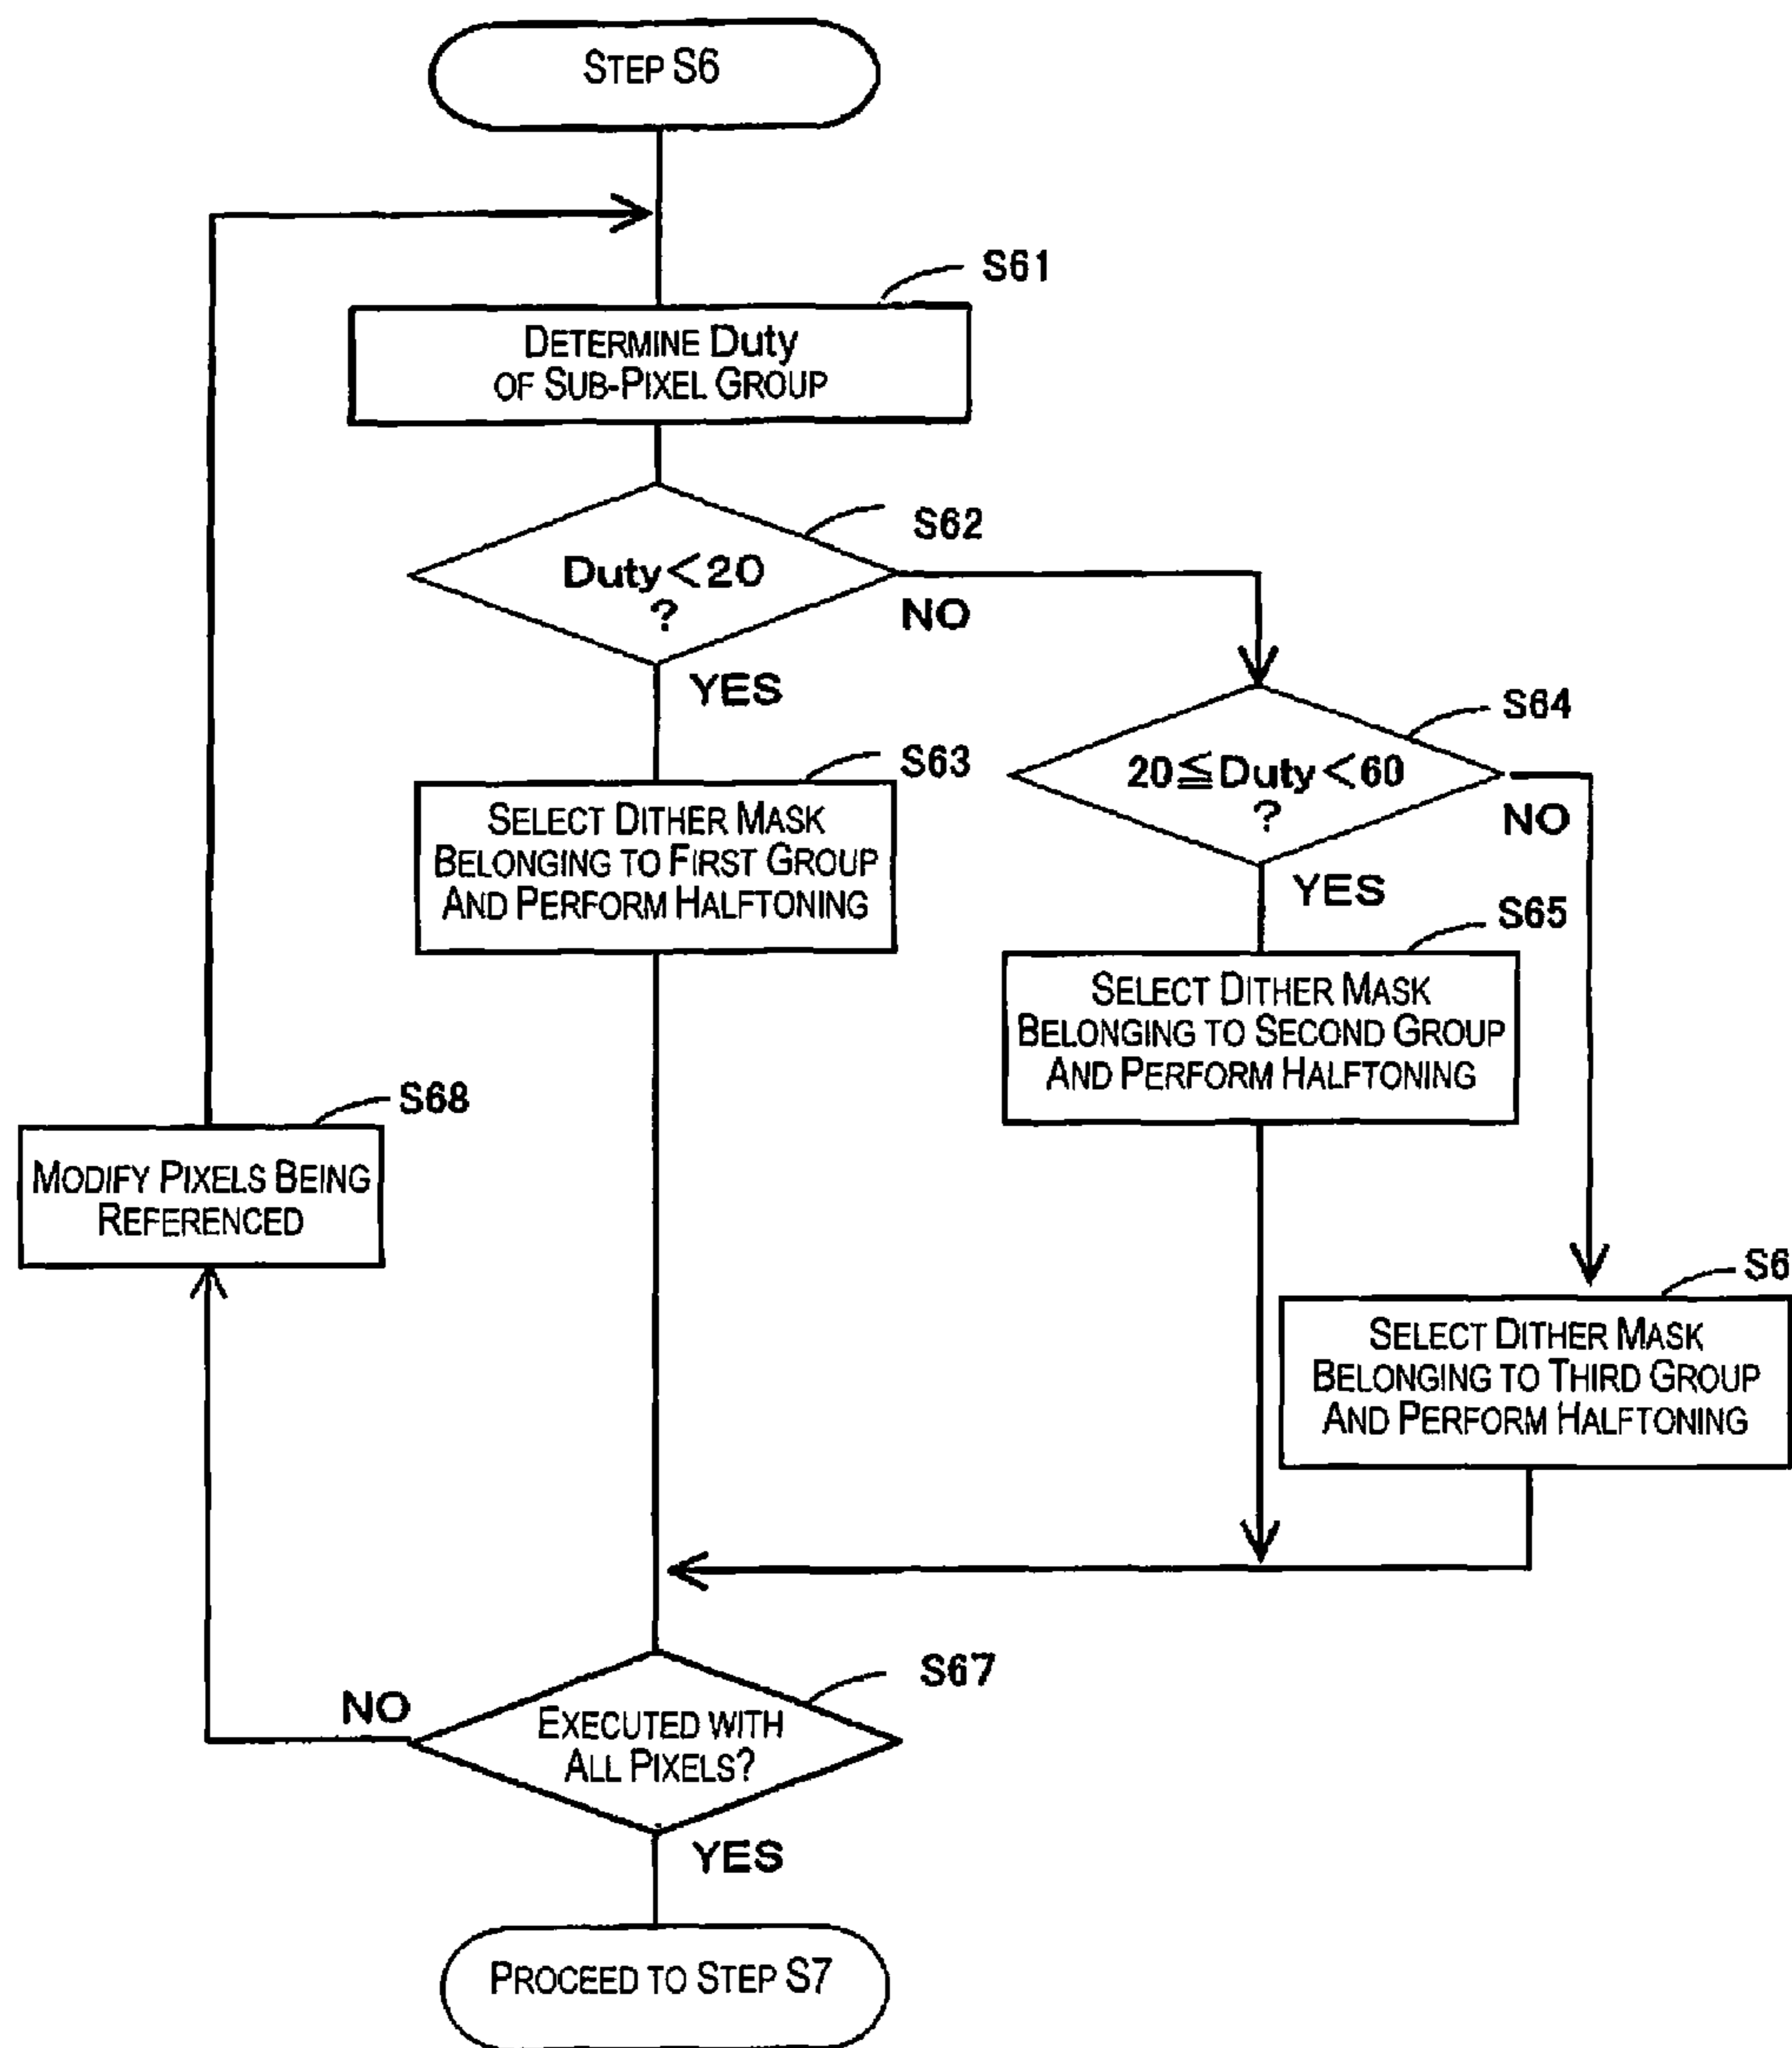 STEP S6
S61
DETERMINE Duty
OF SUB-PIXEL GROUP
S62
Duty<20
?
NO
YES
S63
SELECT DITHER MASK
BELONGING TO FIRST GROUP
AND PERFORM HALFTONING
S64
20≦Duty<60
?
NO
YES
S65
SELECT DITHER MASK
BELONGING TO SECOND GROUP
AND PERFORM HALFTONING
S6
SELECT DITHER MASK
BELONGING TO THIRD GROUP
AND PERFORM HALFTONING
S68
MODIFY PIXELS BEING
REFERENCED
S67
EXECUTED WITH
ALL PIXELS?
NO
YES
PROCEED TO STEP S7